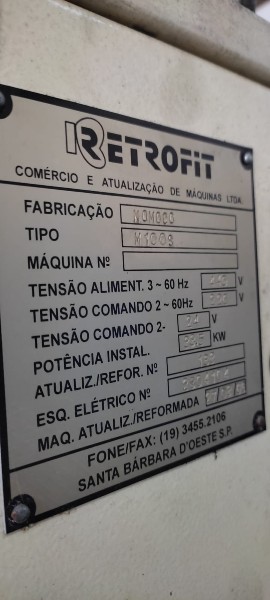 RETROFIT
COMÉRCIO E ATUALIZAÇÃO DE MÁQUINAS LTDA.
FABRICAÇÃO
TIPO
MÁQUINA Nº
TENSÃO ALIMENT. 3 ~ 60 Hz V
TENSÃO COMANDO 2 ~ 60Hz V
TENSÃO COMANDO 2- 24 V
POTÊNCIA INSTAL. KW
ATUALIZ./REFOR. Nº
ESQ. ELÉTRICO Nº
MAQ. ATUALIZ./REFORMADA
FONE/FAX: (19) 3455.2106
SANTA BÁRBARA D'OESTE S.P.